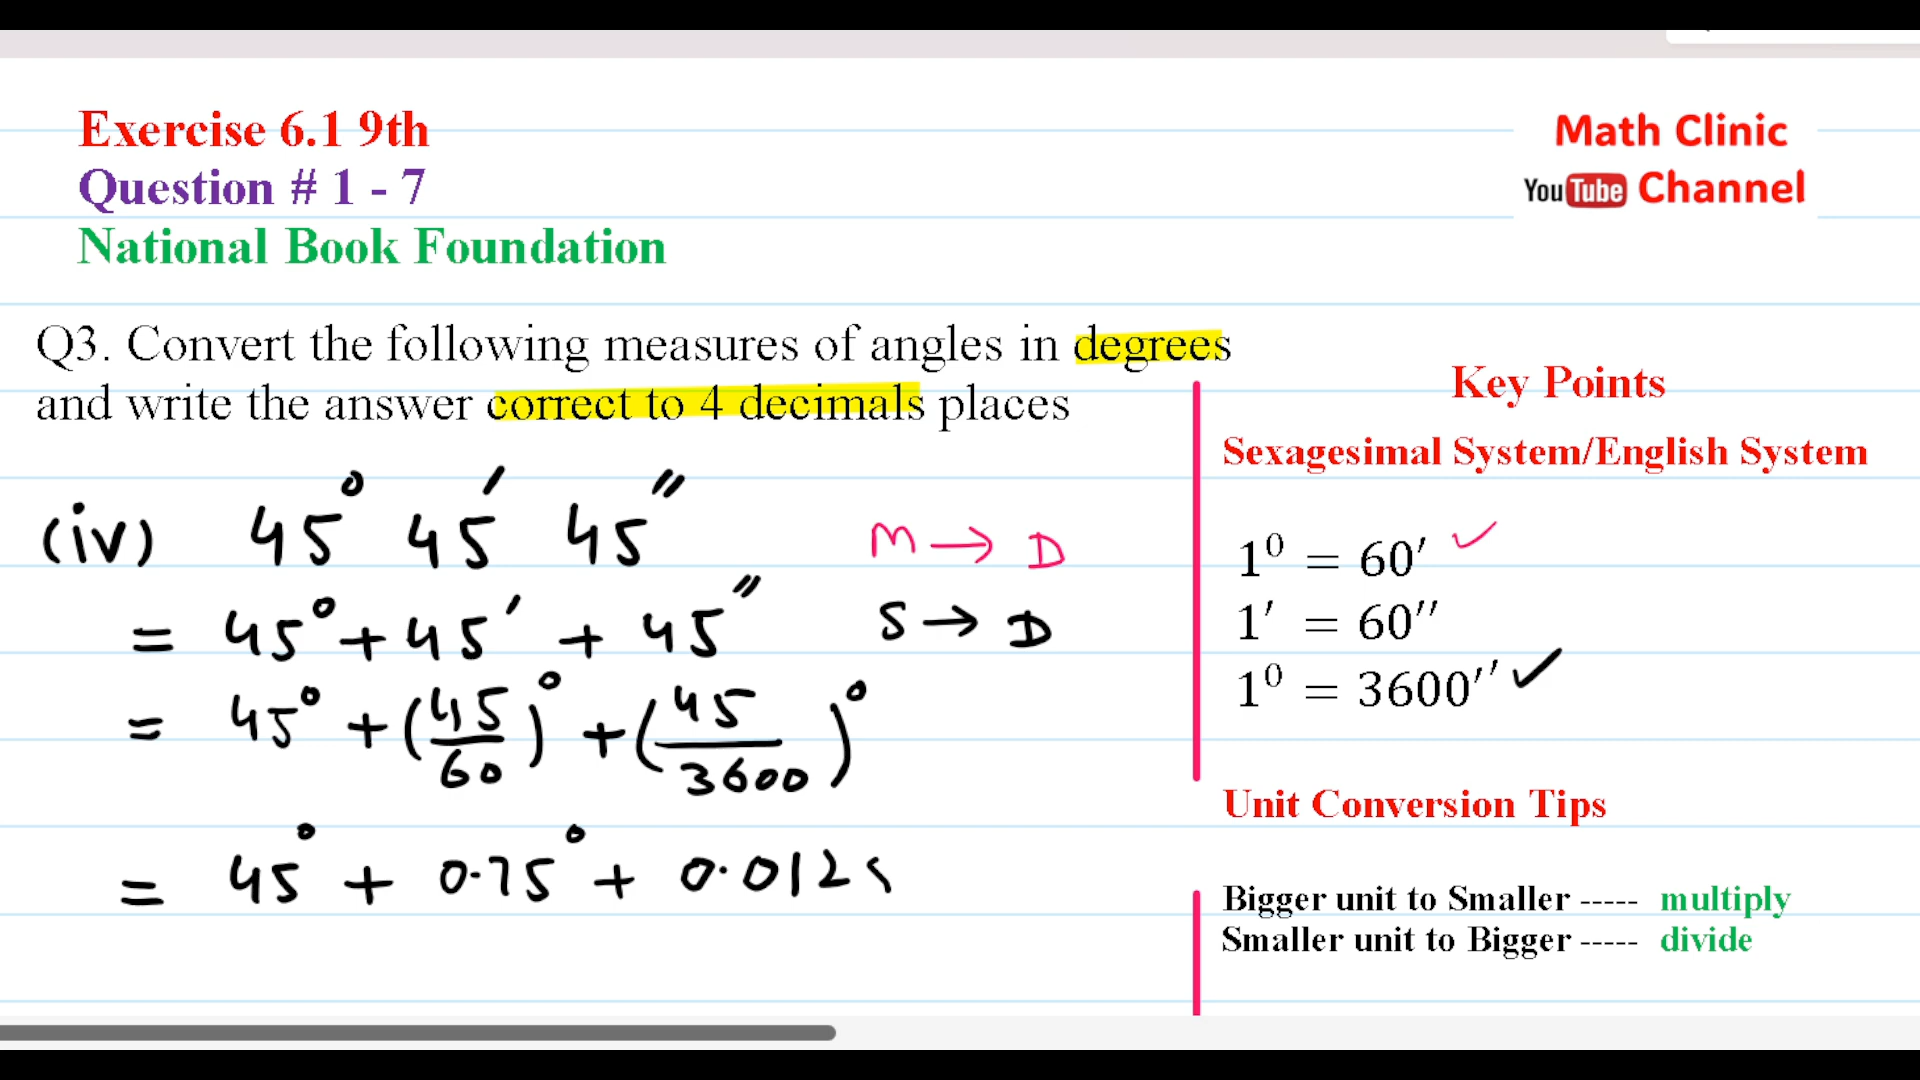 Exercise 6.1 9th
Question # 1 - 7
National Book Foundation
Math Clinic
YouTube Channel
Q3. Convert the following measures of angles in degrees
and write the answer correct to 4 decimals places
(iv) 45° 45′ 45″
M → D
= 45° + 45′ + 45″
S → D
= 45° + (45/60)° + (45/3600)°
= 45° + 0.75° + 0.012
Key Points
Sexagesimal System/English System
1⁰ = 60′ ✓
1′ = 60′′
1⁰ = 3600′′ ✓
Unit Conversion Tips
Bigger unit to Smaller ----- multiply
Smaller unit to Bigger ----- divide